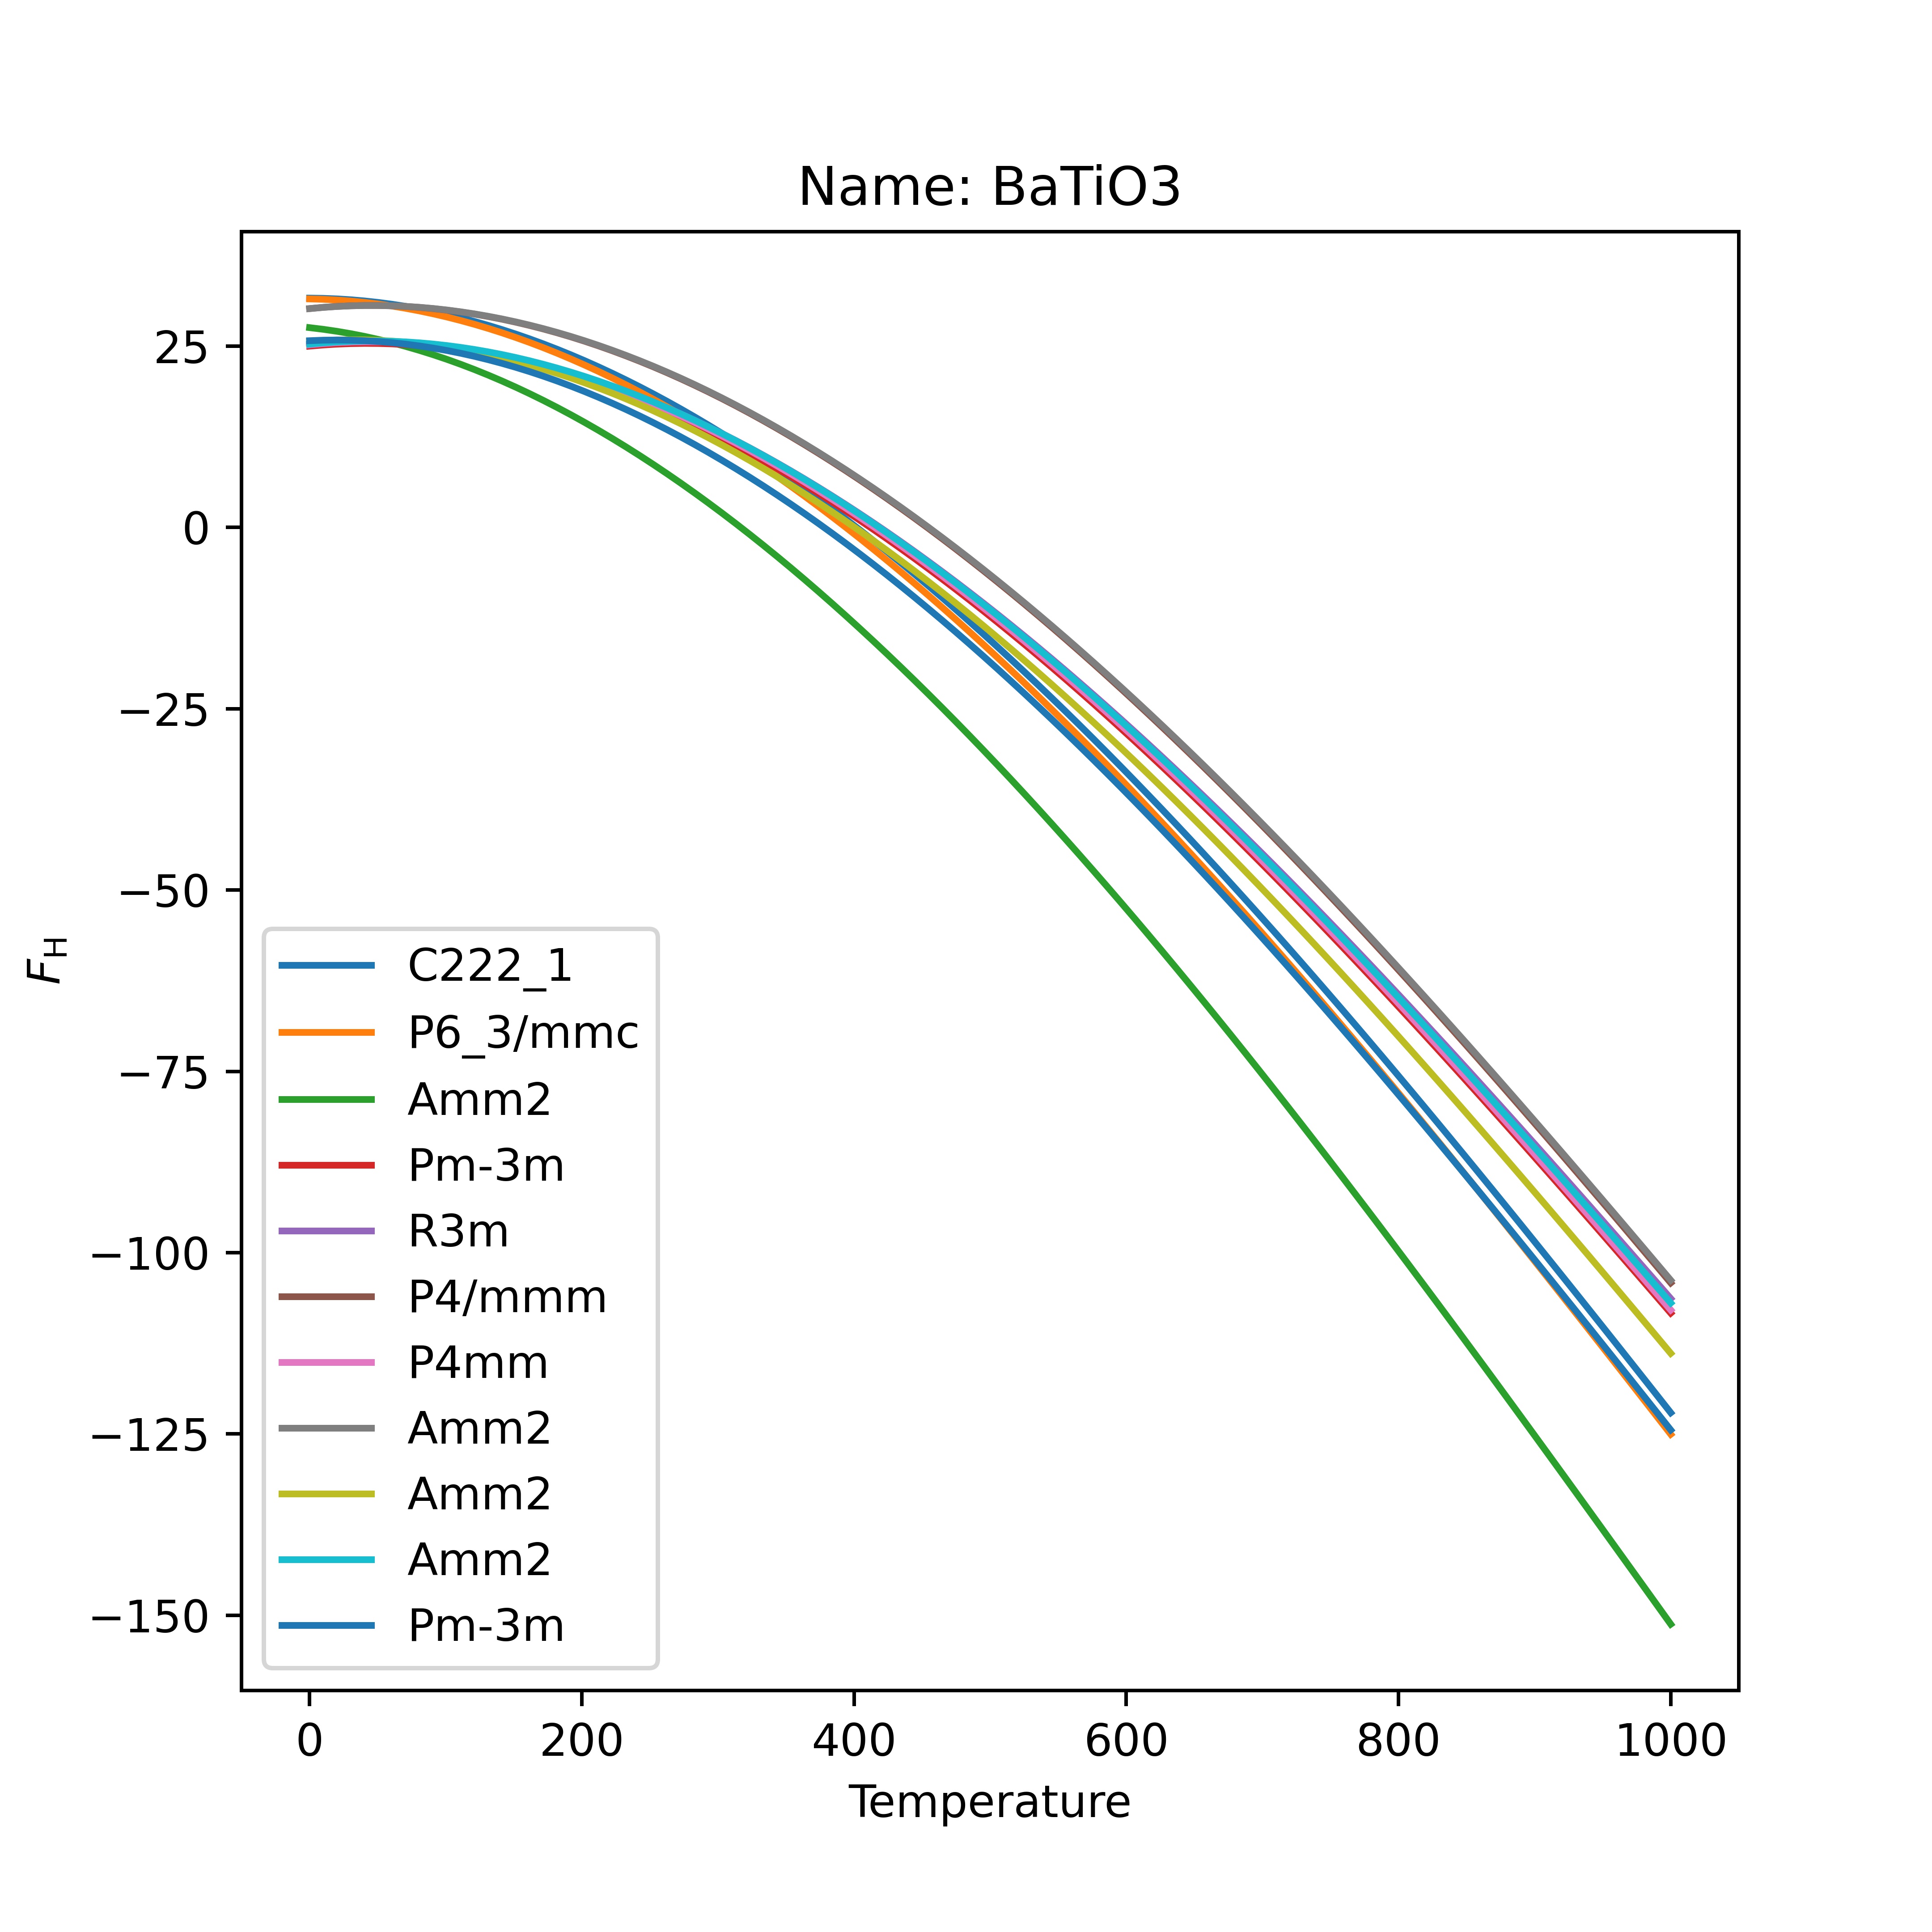 Name: BaTiO3
25
0
−25
−50
−75
−100
−125
−150
F_H
C222_1
P6_3/mmc
Amm2
Pm-3m
R3m
P4/mmm
P4mm
Amm2
Amm2
Amm2
Pm-3m
0 200 400 600 800 1000
Temperature